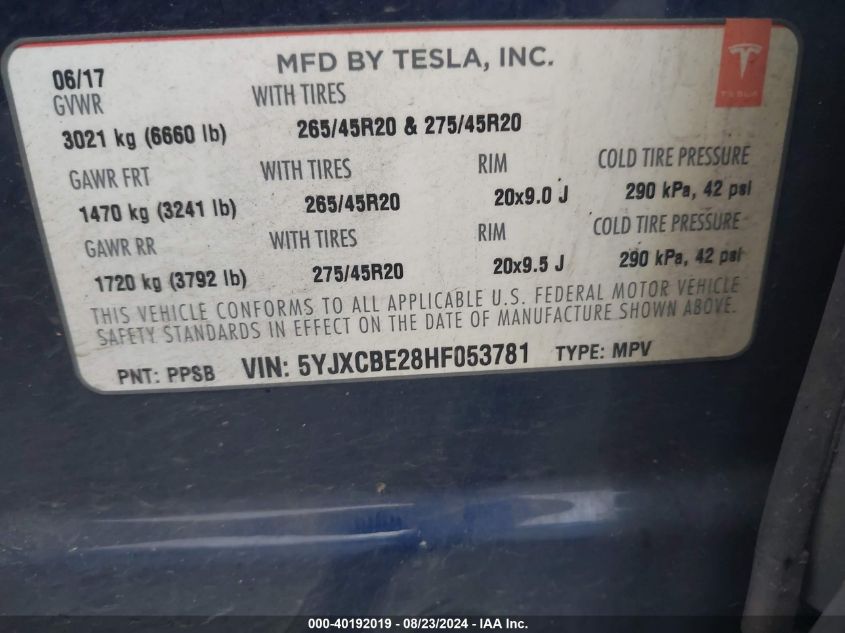 MFD BY TESLA, INC.
TESLA
06/17
GVWR WITH TIRES
3021 kg (6660 lb) 265/45R20 & 275/45R20
GAWR FRT WITH TIRES RIM COLD TIRE PRESSURE
1470 kg (3241 lb) 265/45R20 20x9.0 J 290 kPa, 42 psi
GAWR RR WITH TIRES RIM COLD TIRE PRESSURE
1720 kg (3792 lb) 275/45R20 20x9.5 J 290 kPa, 42 psi
THIS VEHICLE CONFORMS TO ALL APPLICABLE U.S. FEDERAL MOTOR VEHICLE
SAFETY STANDARDS IN EFFECT ON THE DATE OF MANUFACTURE SHOWN ABOVE.
PNT: PPSB VIN: 5YJXCBE28HF053781 TYPE: MPV
000-40192019 - 08/23/2024 - IAA Inc.